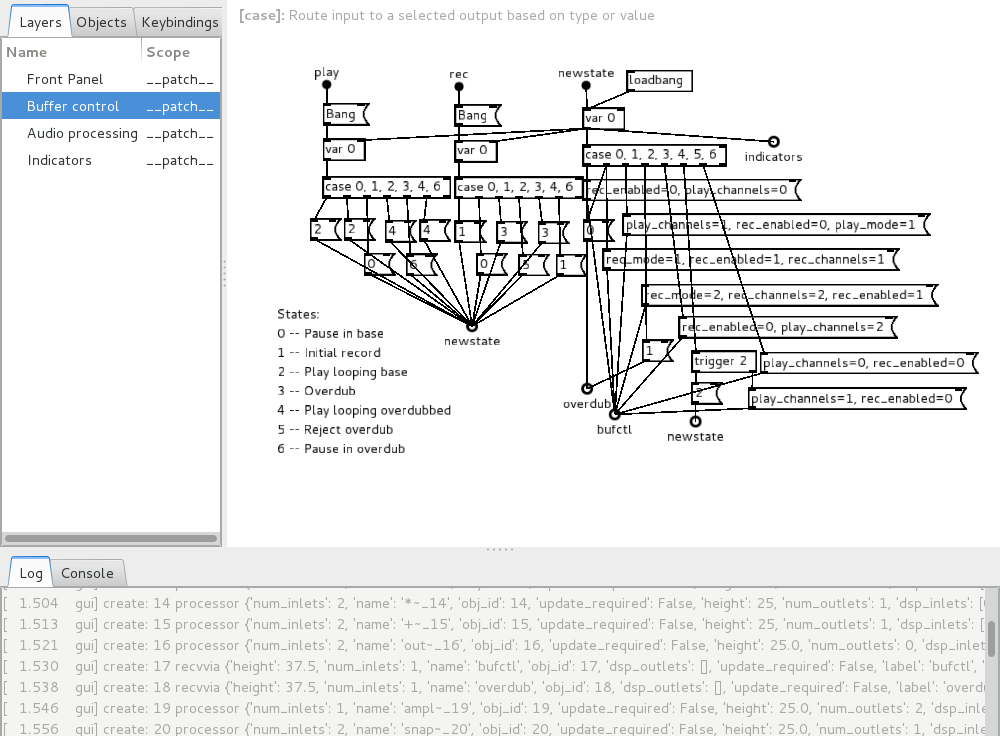 Layers Objects Keybindings
Name Scope
Front Panel __patch__
Buffer control __patch__
Audio processing __patch__
Indicators __patch__
[case]: Route input to a selected output based on type or value
play rec newstate loadbang
Bang Bang var 0
var 0 var 0 indicators
case 0, 1, 2, 3, 4, 5, 6
case 0, 1, 2, 3, 4, 6 case 0, 1, 2, 3, 4, 6 rec_enabled=0, play_channels=0
2 2 4 4 1 3 3 0 play_channels=1, rec_enabled=0, play_mode=1
0 6 0 5 1 rec_mode=1, rec_enabled=1, rec_channels=1
rec_mode=2, rec_channels=2, rec_enabled=1
rec_enabled=0, play_channels=2
newstate 1 trigger 2 play_channels=0, rec_enabled=0
2 play_channels=1, rec_enabled=0
overdub
bufctl newstate
States:
0 -- Pause in base
1 -- Initial record
2 -- Play looping base
3 -- Overdub
4 -- Play looping overdubbed
5 -- Reject overdub
6 -- Pause in overdub
Log Console
[ 1.504 gui] create: 14 processor {'num_inlets': 2, 'name': '*~_14', 'obj_id': 14, 'update_required': False, 'height': 25, 'num_outlets': 1, 'dsp_inlets': [
[ 1.513 gui] create: 15 processor {'num_inlets': 2, 'name': '+~_15', 'obj_id': 15, 'update_required': False, 'height': 25, 'num_outlets': 1, 'dsp_inlets': [
[ 1.521 gui] create: 16 processor {'num_inlets': 2, 'name': 'out~_16', 'obj_id': 16, 'update_required': False, 'height': 25.0, 'num_outlets': 0, 'dsp_inlets':
[ 1.530 gui] create: 17 recvvia {'height': 37.5, 'num_inlets': 1, 'name': 'bufctl', 'obj_id': 17, 'dsp_outlets': [], 'update_required': False, 'label': 'bufctl',
[ 1.538 gui] create: 18 recvvia {'height': 37.5, 'num_inlets': 1, 'name': 'overdub', 'obj_id': 18, 'dsp_outlets': [], 'update_required': False, 'label': 'overd
[ 1.546 gui] create: 19 processor {'num_inlets': 1, 'name': 'ampl~_19', 'obj_id': 19, 'update_required': False, 'height': 25.0, 'num_outlets': 2, 'dsp_inle
[ 1.556 gui] create: 20 processor {'num_inlets': 2, 'name': 'snap~_20', 'obj_id': 20, 'update_required': False, 'height': 25.0, 'num_outlets': 1, 'dsp_inle